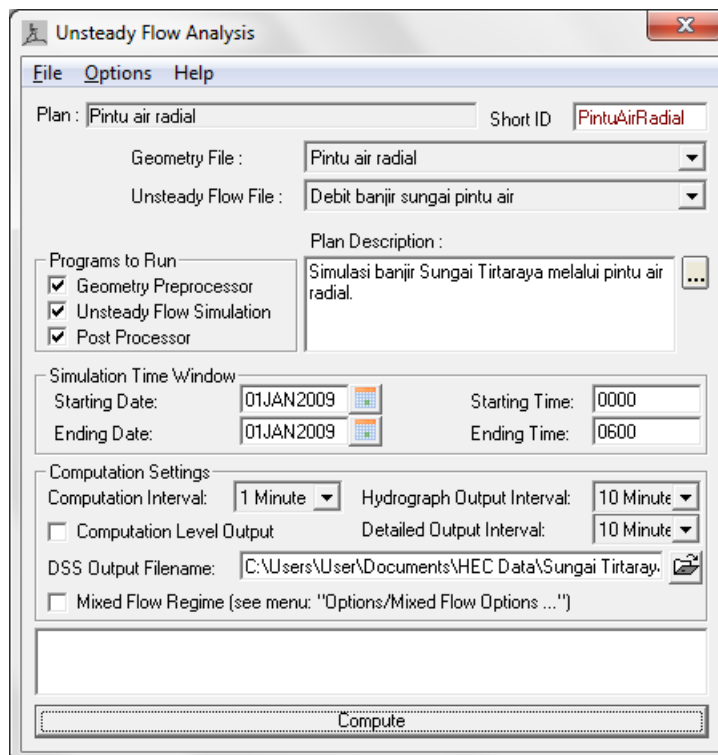 Unsteady Flow Analysis
File Options Help
Plan : Pintu air radial Short ID PintuAirRadial
Geometry File : Pintu air radial
Unsteady Flow File : Debit banjir sungai pintu air
Plan Description :
Programs to Run
Geometry Preprocessor
Unsteady Flow Simulation
Post Processor
Simulasi banjir Sungai Tirtaraya melalui pintu air
radial.
...
Simulation Time Window
Starting Date: 01JAN2009 Starting Time: 0000
Ending Date: 01JAN2009 Ending Time: 0600
Computation Settings
Computation Interval: 1 Minute Hydrograph Output Interval: 10 Minute
Computation Level Output Detailed Output Interval: 10 Minute
DSS Output Filename: C:\Users\User\Documents\HEC Data\Sungai Tirtaray
Mixed Flow Regime (see menu: "Options/Mixed Flow Options ...")
Compute